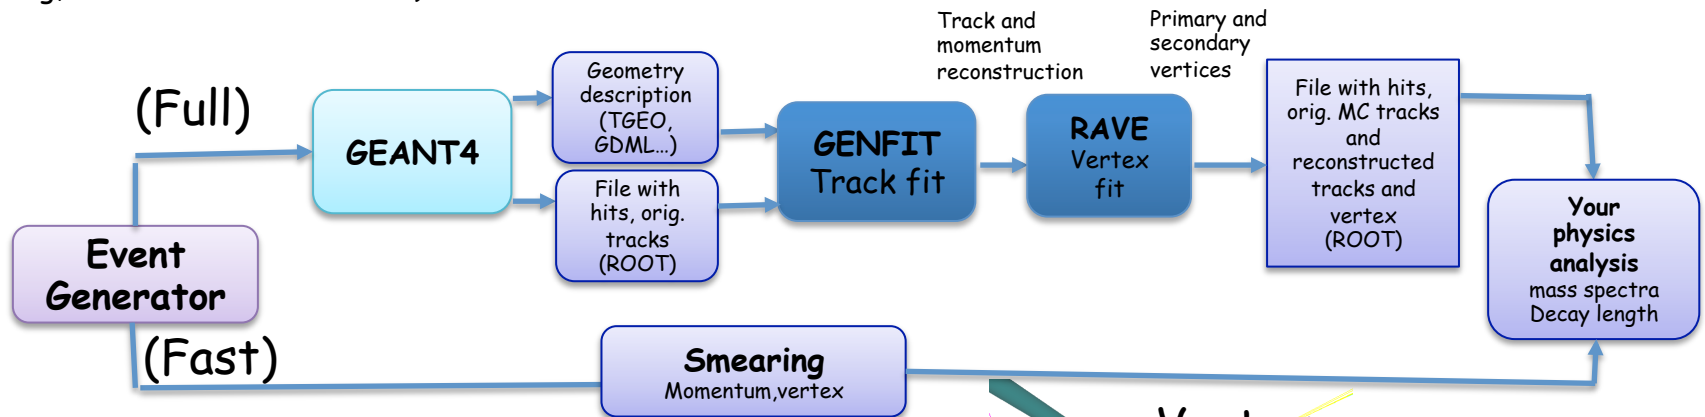 Track and
momentum
reconstruction
Primary and
secondary
vertices
(Full)
GEANT4
Geometry
description
(TGEO,
GDML...)
File with
hits, orig.
tracks
(ROOT)
GENFIT
Track fit
RAVE
Vertex
fit
File with hits,
orig. MC tracks
and
reconstructed
tracks and
vertex
(ROOT)
Your
physics
analysis
mass spectra
Decay length
Event
Generator
(Fast)
Smearing
Momentum,vertex